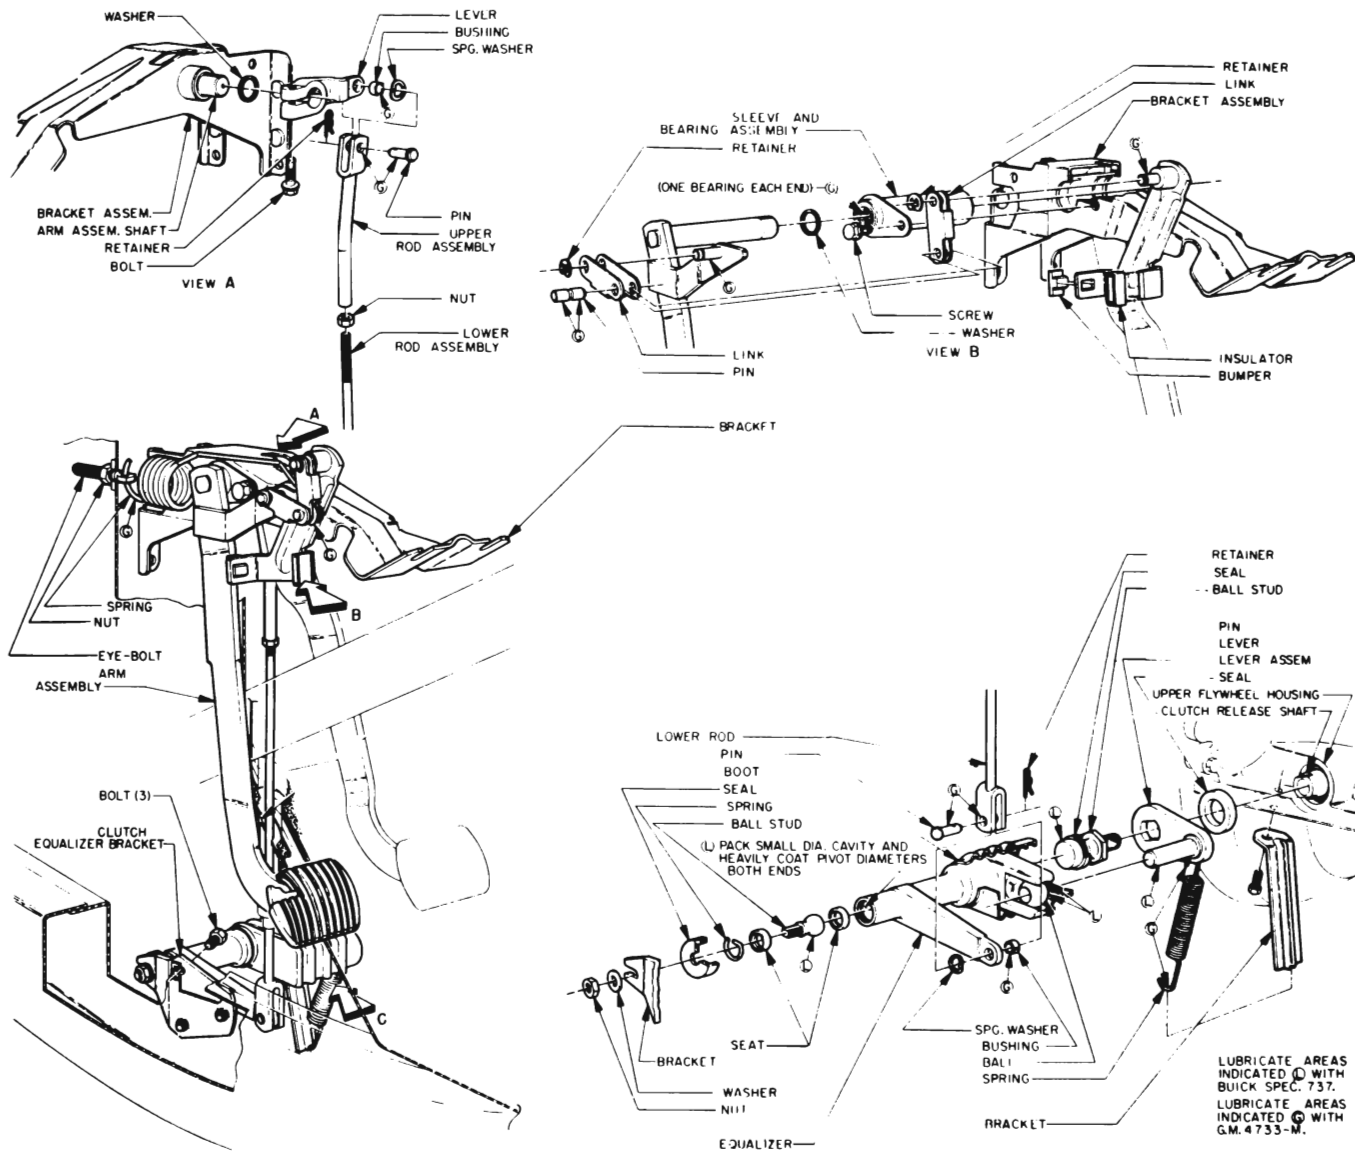 WASHER
LEVER
BUSHING
SPG. WASHER
G
G
BRACKET ASSEM.
ARM ASSEM. SHAFT
RETAINER
BOLT
VIEW A
PIN
UPPER
ROD ASSEMBLY
NUT
LOWER
ROD ASSEMBLY
RETAINER
LINK
BRACKET ASSEMBLY
SLEEVE AND
BEARING ASSEMBLY
RETAINER
(ONE BEARING EACH END) G
G
G
G
SCREW
WASHER
VIEW B
LINK
PIN
INSULATOR
BUMPER
A
BRACKET
G
G
B
SPRING
NUT
EYE-BOLT
ARM
ASSEMBLY
BOLT (3)
CLUTCH
EQUALIZER BRACKET
C
RETAINER
SEAL
BALL STUD
PIN
LEVER
LEVER ASSEM
SEAL
UPPER FLYWHEEL HOUSING
CLUTCH RELEASE SHAFT
LOWER ROD
PIN
BOOT
SEAL
SPRING
BALL STUD
(L) PACK SMALL DIA. CAVITY AND
HEAVILY COAT PIVOT DIAMETERS
BOTH ENDS
G
L
L
L
L
G
G
SEAT
BRACKET
WASHER
NUT
EQUALIZER
SPG. WASHER
BUSHING
BALL
SPRING
BRACKET
LUBRICATE AREAS
INDICATED L WITH
BUICK SPEC. 737.
LUBRICATE AREAS
INDICATED G WITH
G.M. 4733-M.